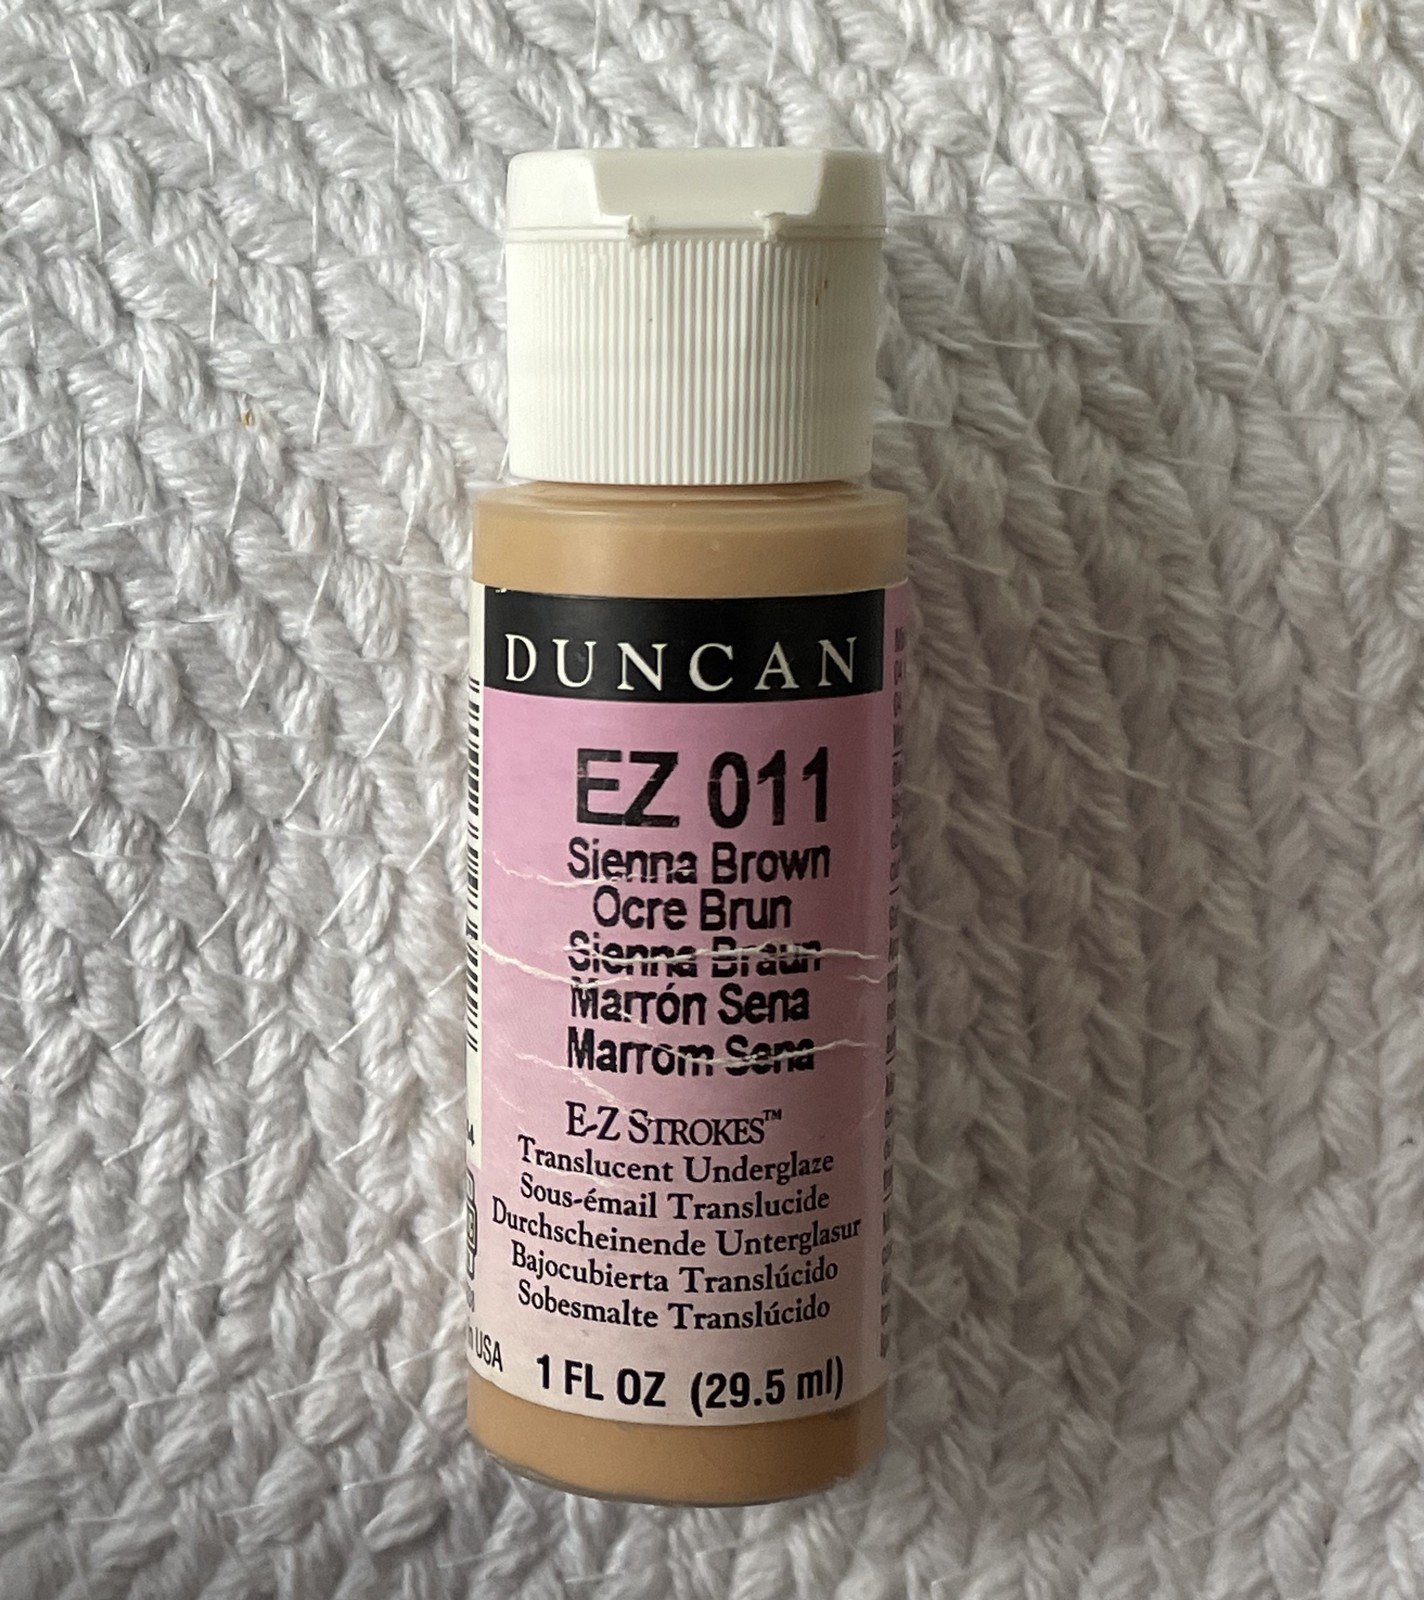 DUNCAN
EZ 011
Sienna Brown
Ocre Brun
Sienna Braun
Marrón Sena
Marrom Sena
E-Z STROKES™
Translucent Underglaze
Sous-émail Translucide
Durchscheinende Unterglasur
Bajocubierta Translúcido
Sobesmalte Translúcido
USA
1 FL OZ (29.5 ml)